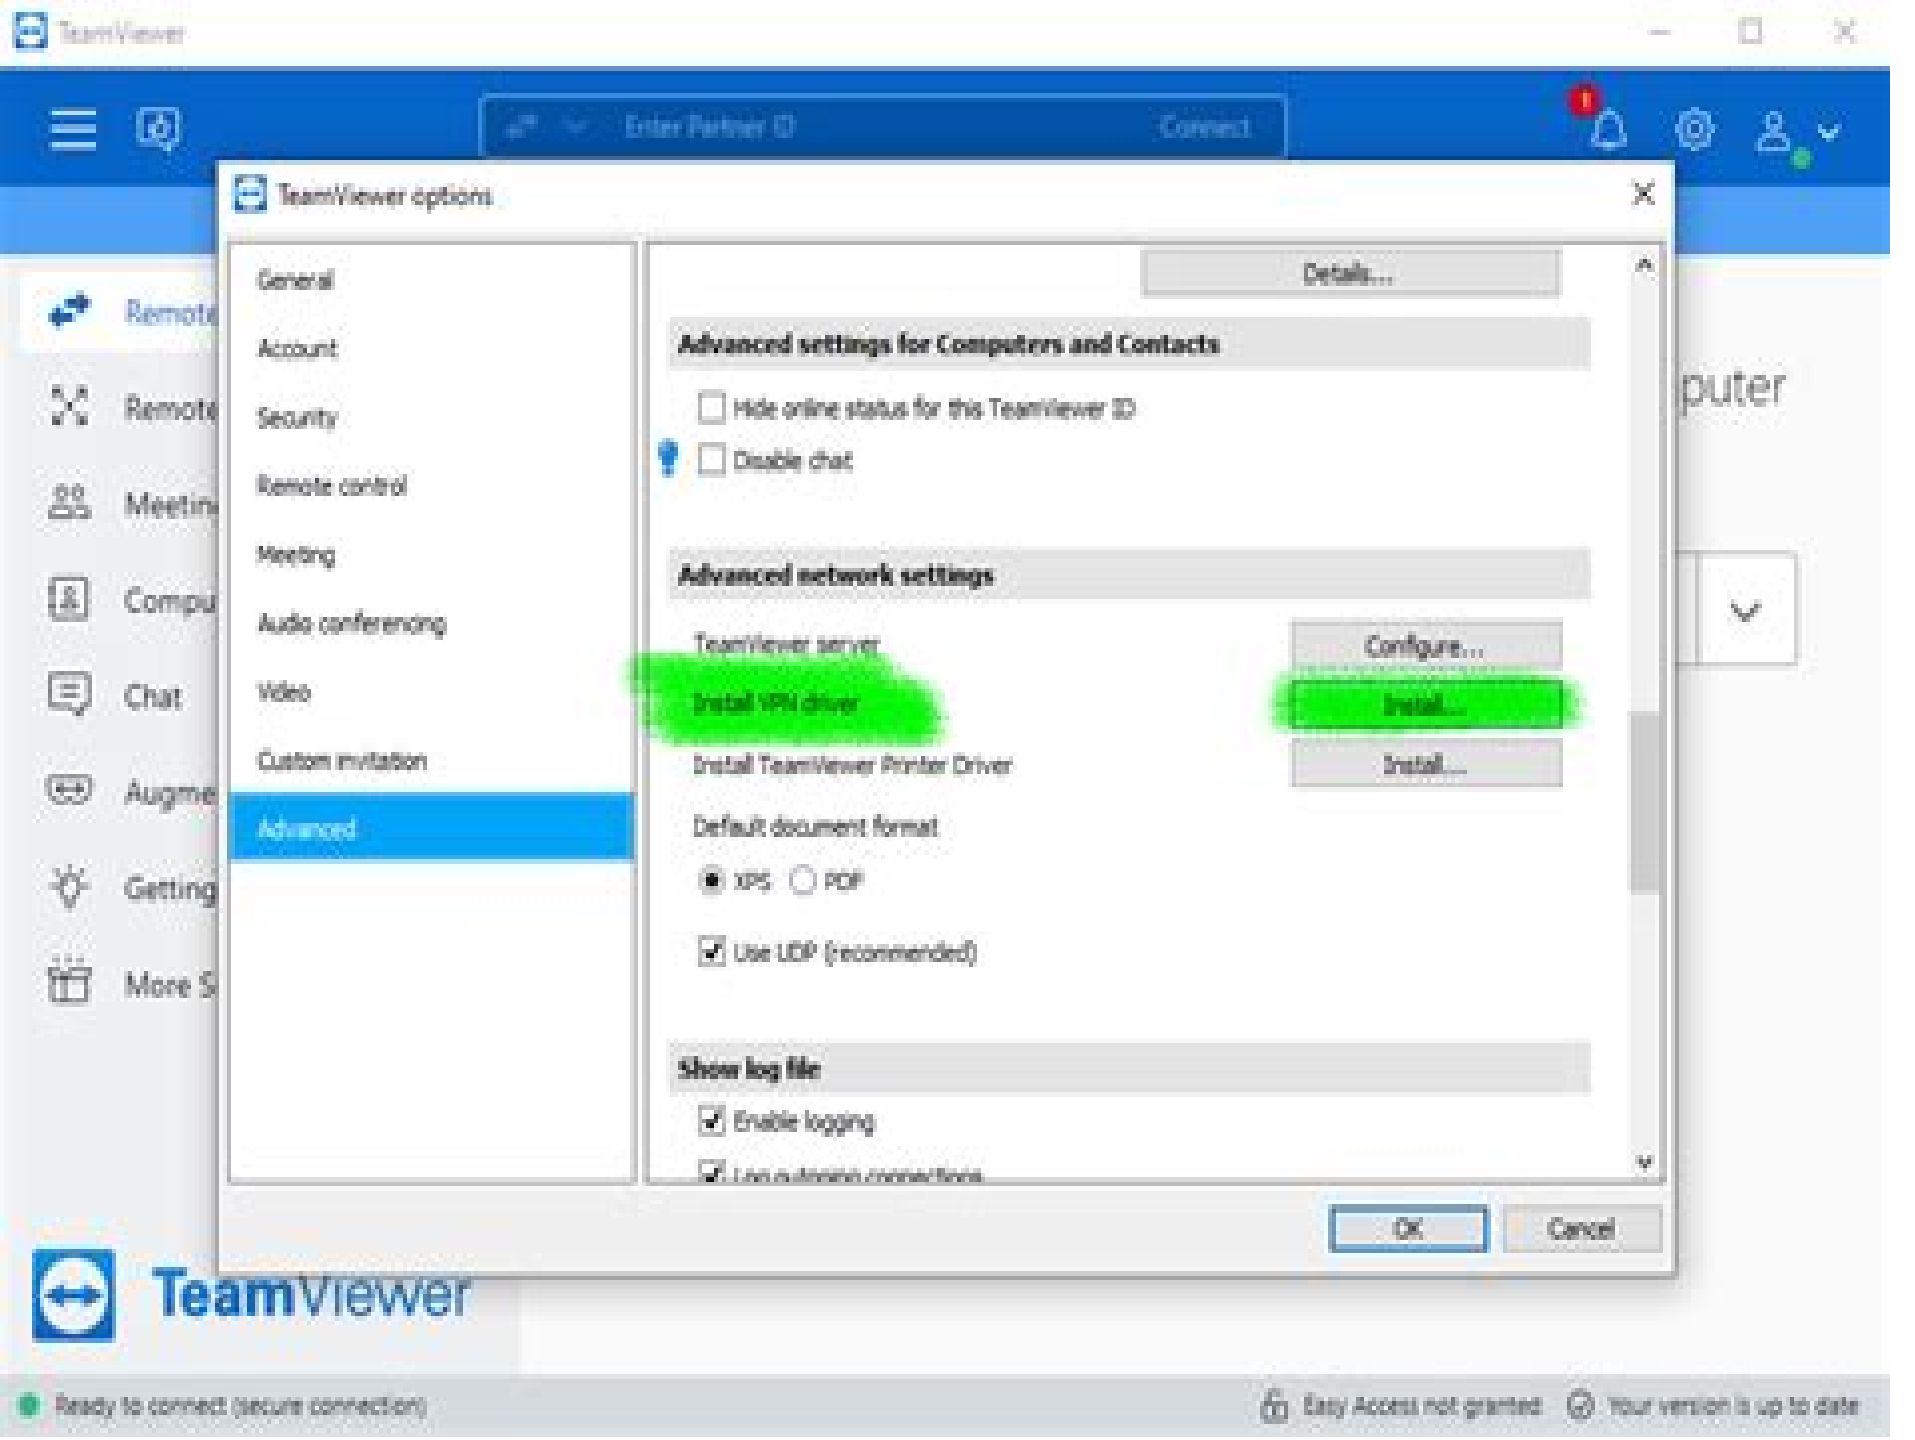 TeamViewer
Enter Partner ID
Connect
1
TeamViewer options
General
Account
Security
Remote control
Meeting
Audio conferencing
Video
Custom invitation
Advanced
Details...
Advanced settings for Computers and Contacts
Hide online status for this TeamViewer ID
Disable chat
Advanced network settings
TeamViewer server
Configure...
Install VPN driver
Install...
Install TeamViewer Printer Driver
Install...
Default document format
XPS
PDF
Use UDP (recommended)
Show log file
Enable logging
Log outgoing connections
OK
Cancel
Remote
Remote
Meetin
Compu
Chat
Augme
Getting
More S
puter
TeamViewer
Ready to connect (secure connection)
Easy Access not granted
Your version is up to date